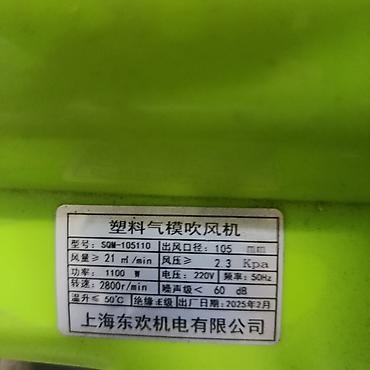 塑料气模吹风机
型号: SQM-105110 出风口径: 105 mm
风量≥ 21 ㎥/min 风压≥ 2.3 Kpa
功率: 1100 W 电压: 220V 频率: 50Hz
转速: 2800r/min 噪声级< 60 dB
温升≤ 50℃ 绝缘:E级 出厂日期: 2025年2月
上海东欢机电有限公司